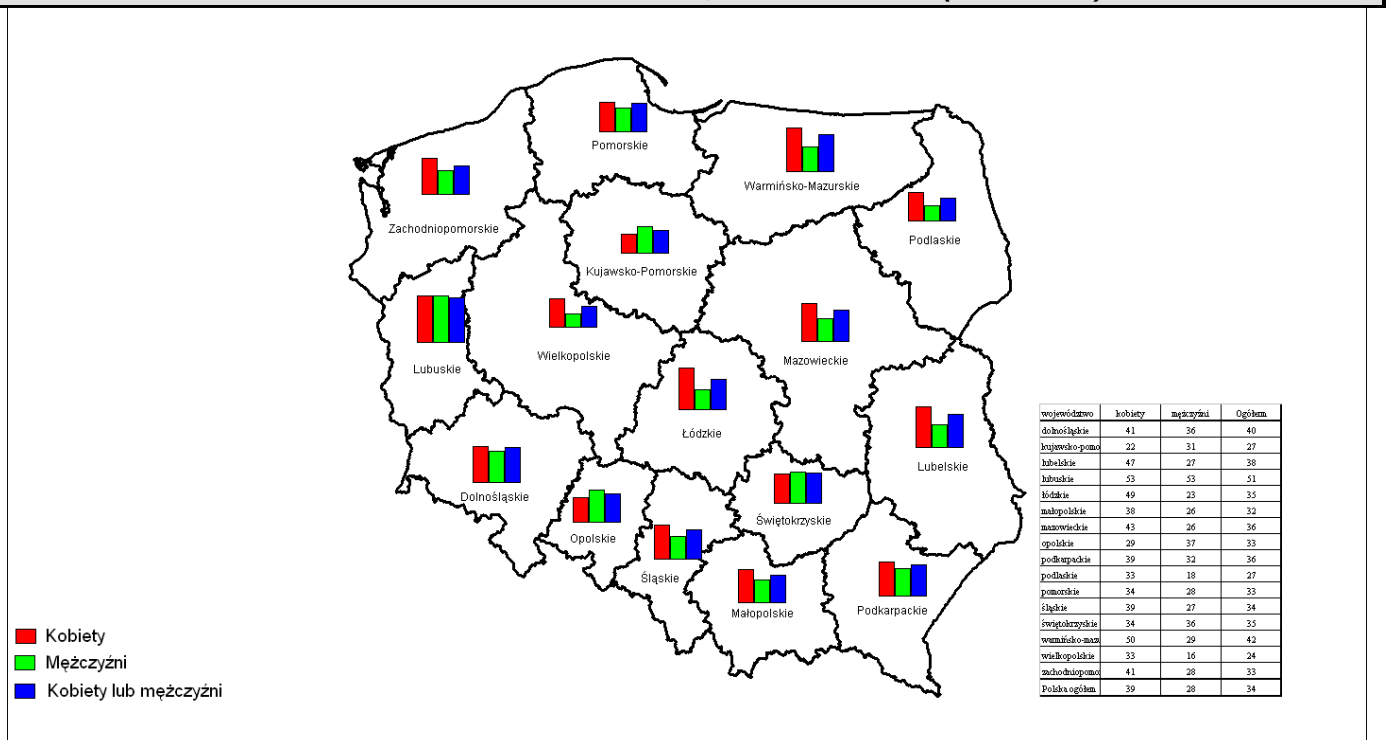 Pomorskie
Warmińsko-Mazurskie
Zachodniopomorskie
Podlaskie
Kujawsko-Pomorskie
Wielkopolskie
Mazowieckie
Lubuskie
Łódzkie
Lubelskie
Dolnośląskie
Świętokrzyskie
Opolskie
Śląskie
Małopolskie
Podkarpackie
województwo kobiety mężczyźni Ogółem
dolnośląskie 41 36 40
kujawsko-pomo 22 31 27
lubelskie 47 27 38
lubuskie 53 53 51
łódzkie 49 23 35
małopolskie 38 26 32
mazowieckie 43 26 36
opolskie 29 37 33
podkarpackie 39 32 36
podlaskie 33 18 27
pomorskie 34 28 33
śląskie 39 27 34
świętokrzyskie 34 36 35
warmińsko-mazu 50 29 42
wielkopolskie 33 16 24
zachodniopomo 41 28 33
Polska ogółem 39 28 34
Kobiety
Mężczyźni
Kobiety lub mężczyźni